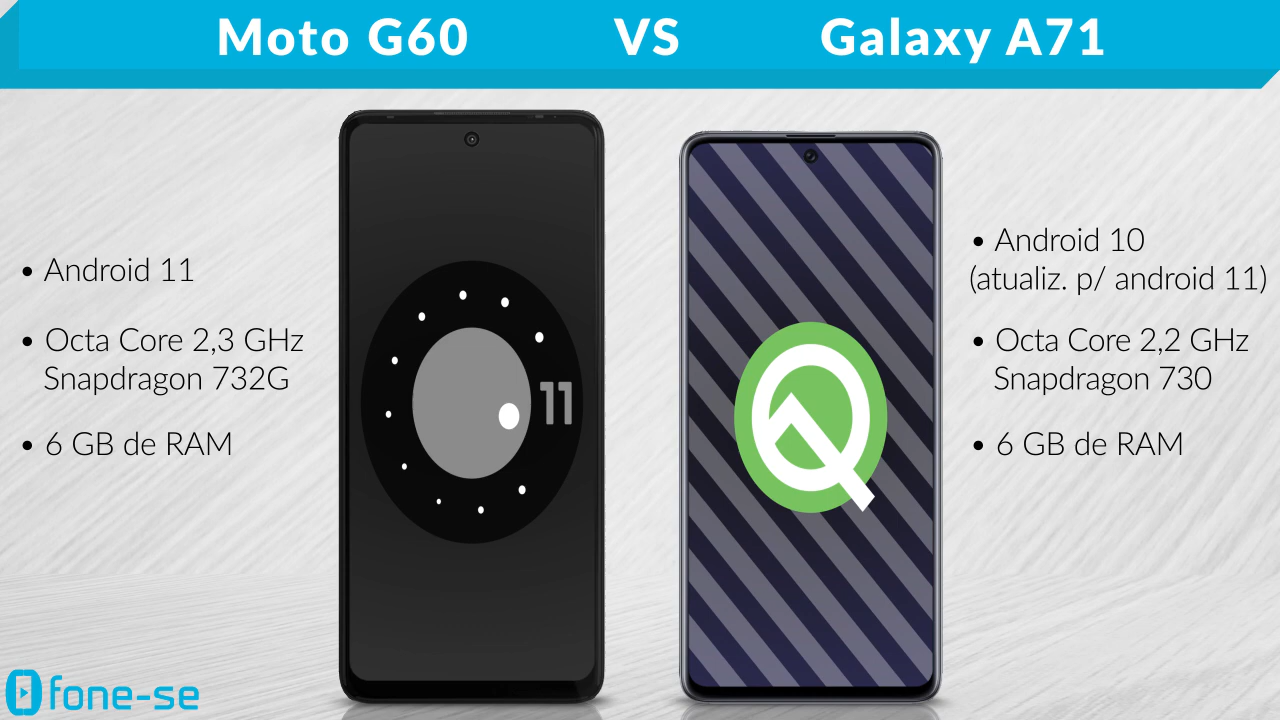 Moto G60 VS Galaxy A71
• Android 11
• Octa Core 2,3 GHz
Snapdragon 732G
• 6 GB de RAM
11
Q
• Android 10
(atualiz. p/ android 11)
• Octa Core 2,2 GHz
Snapdragon 730
• 6 GB de RAM
fone-se